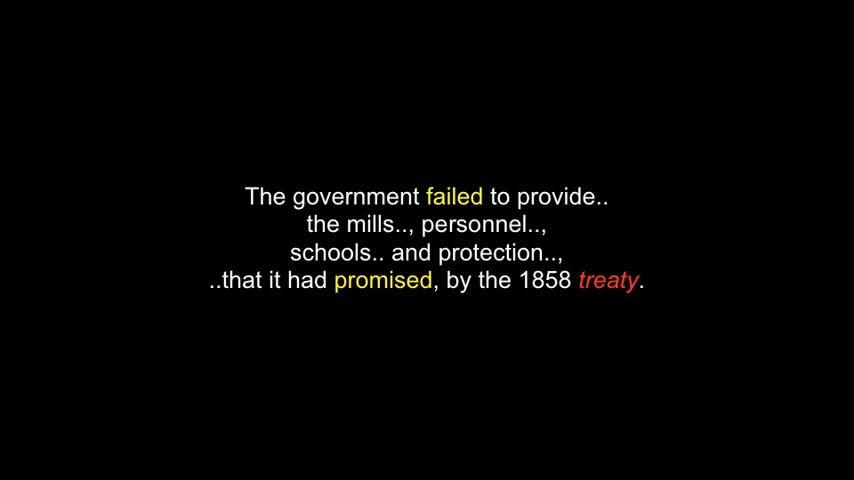 The government failed to provide..
the mills.., personnel..,
schools.. and protection..,
..that it had promised, by the 1858 treaty.